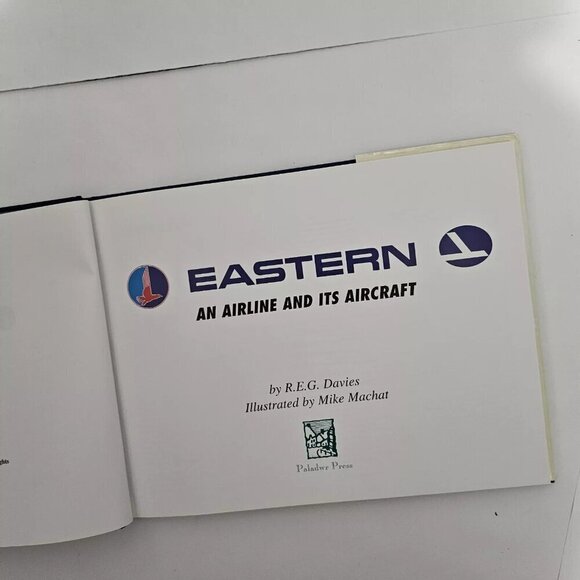 EASTERN
AN AIRLINE AND ITS AIRCRAFT
by R.E.G. Davies
Illustrated by Mike Machat
Paladwr Press